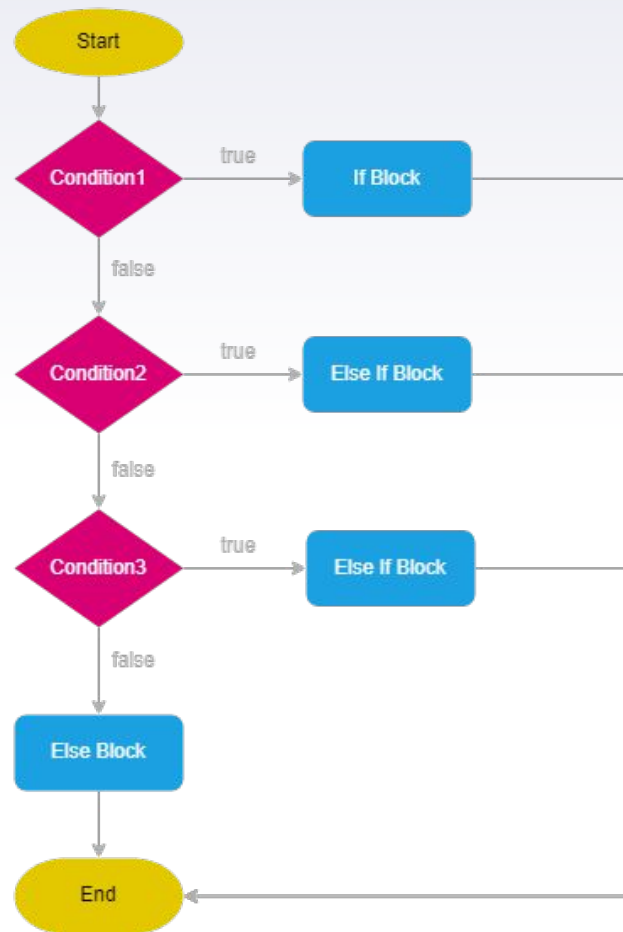 Start
Condition1
true
If Block
false
Condition2
true
Else If Block
false
Condition3
true
Else If Block
false
Else Block
End